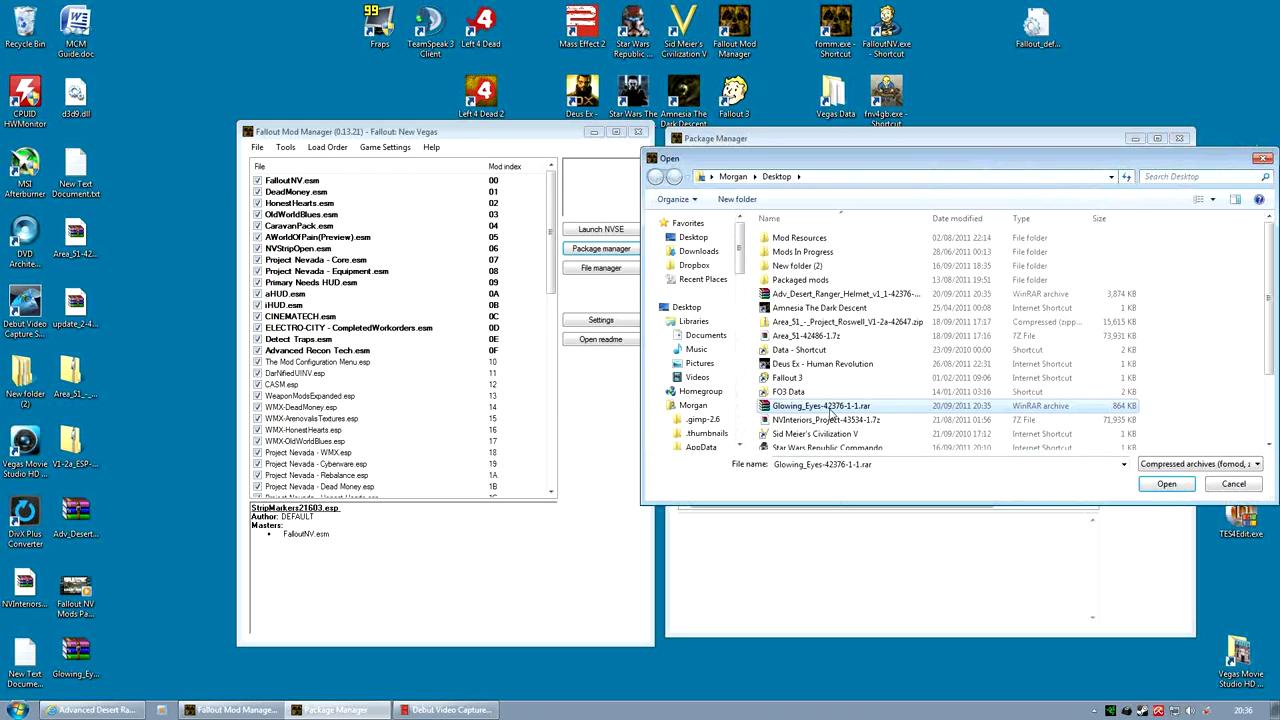 Recycle Bin
MCM
Guide.doc
99
Fraps
TeamSpeak 3
Client
Left 4 Dead
Mass Effect 2
Star Wars
Republic ...
Sid Meier's
Civilization V
Fallout Mod
Manager
fomm.exe -
Shortcut
FalloutNV.exe
- Shortcut
Fallout_def...
CPUID
HWMonitor
d3d9.dll
Left 4 Dead 2
Deus Ex -
Human Revo...
Star Wars The
Amnesia The
Dark Descent
Fallout 3
Vegas Data
fnv4gb.exe -
Shortcut
MSI
Afterburner
New Text
Document.txt
DVD
Archite...
Area_51-42...
Debut Video
Capture S...
update_2-4...
New folder
(2)
Area_51_-...
Vegas Movie
Studio HD ...
V1-2a_ESP-...
DivX Plus
Converter
Adv_Desert...
NVInteriors...
Fallout NV
Mods Pa...
New Text
Docume...
Glowing_Ey...
TES4Edit.exe
Vegas Movie
Studio HD ...
Fallout Mod Manager (0.13.21) - Fallout: New Vegas
File Tools Load Order Game Settings Help
File Mod index
FalloutNV.esm 00
DeadMoney.esm 01
HonestHearts.esm 02
OldWorldBlues.esm 03
CaravanPack.esm 04
AWorldOfPain(Preview).esm 05
NVStripOpen.esm 06
Project Nevada - Core.esm 07
Project Nevada - Equipment.esm 08
Primary Needs HUD.esm 09
aHUD.esm 0A
iHUD.esm 0B
CINEMATECH.esm 0C
ELECTRO-CITY - CompletedWorkorders.esm 0D
Detect Traps.esm 0E
Advanced Recon Tech.esm 0F
The Mod Configuration Menu.esp 10
DarNifiedUINV.esp 11
CASM.esp 12
WeaponModsExpanded.esp 13
WMX-DeadMoney.esp 14
WMX-ArenovalisTextures.esp 15
WMX-HonestHearts.esp 16
WMX-OldWorldBlues.esp 17
Project Nevada - WMX.esp 18
Project Nevada - Cyberware.esp 19
Project Nevada - Rebalance.esp 1A
Project Nevada - Dead Money.esp 1B
Launch NVSE
Package manager
File manager
Settings
Open readme
StripMarkers21603.esp
Author: DEFAULT
Masters:
FalloutNV.esm
Package Manager
Open
Morgan Desktop
Search Desktop
Organize New folder
Favorites
Desktop
Downloads
Dropbox
Recent Places
Desktop
Libraries
Documents
Music
Pictures
Videos
Homegroup
Morgan
.gimp-2.6
.thumbnails
AppData
Name Date modified Type Size
Mod Resources 02/08/2011 22:14 File folder
Mods In Progress 28/06/2011 00:13 File folder
New folder (2) 16/09/2011 18:35 File folder
Packaged mods 13/08/2011 19:51 File folder
Adv_Desert_Ranger_Helmet_v1_1-42376-... 20/09/2011 20:35 WinRAR archive 3,874 KB
Amnesia The Dark Descent Internet Shortcut 1 KB
Area_51_-_Project_Roswell_V1-2a-42647.zip 18/09/2011 17:17 Compressed (zipp... 15,615 KB
Area_51-42486-1.7z 18/09/2011 17:16 7Z File 73,931 KB
Data - Shortcut 23/09/2010 00:00 Shortcut 2 KB
Deus Ex - Human Revolution 26/08/2011 22:31 Internet Shortcut 1 KB
Fallout 3 01/02/2011 09:06 Internet Shortcut 1 KB
FO3 Data 14/01/2011 03:16 Shortcut 2 KB
Glowing_Eyes-42376-1-1.rar 20/09/2011 20:35 WinRAR archive 864 KB
NVInteriors_Project-43534-1.7z 21/08/2011 01:56 7Z File 71,935 KB
Sid Meier's Civilization V 21/09/2010 17:12 Internet Shortcut 1 KB
Star Wars Republic Commando
File name: Glowing_Eyes-42376-1-1.rar
Compressed archives (fomod, z
Open Cancel
Advanced Desert Ra...
Fallout Mod Manage...
Package Manager
Debut Video Capture...
20:36